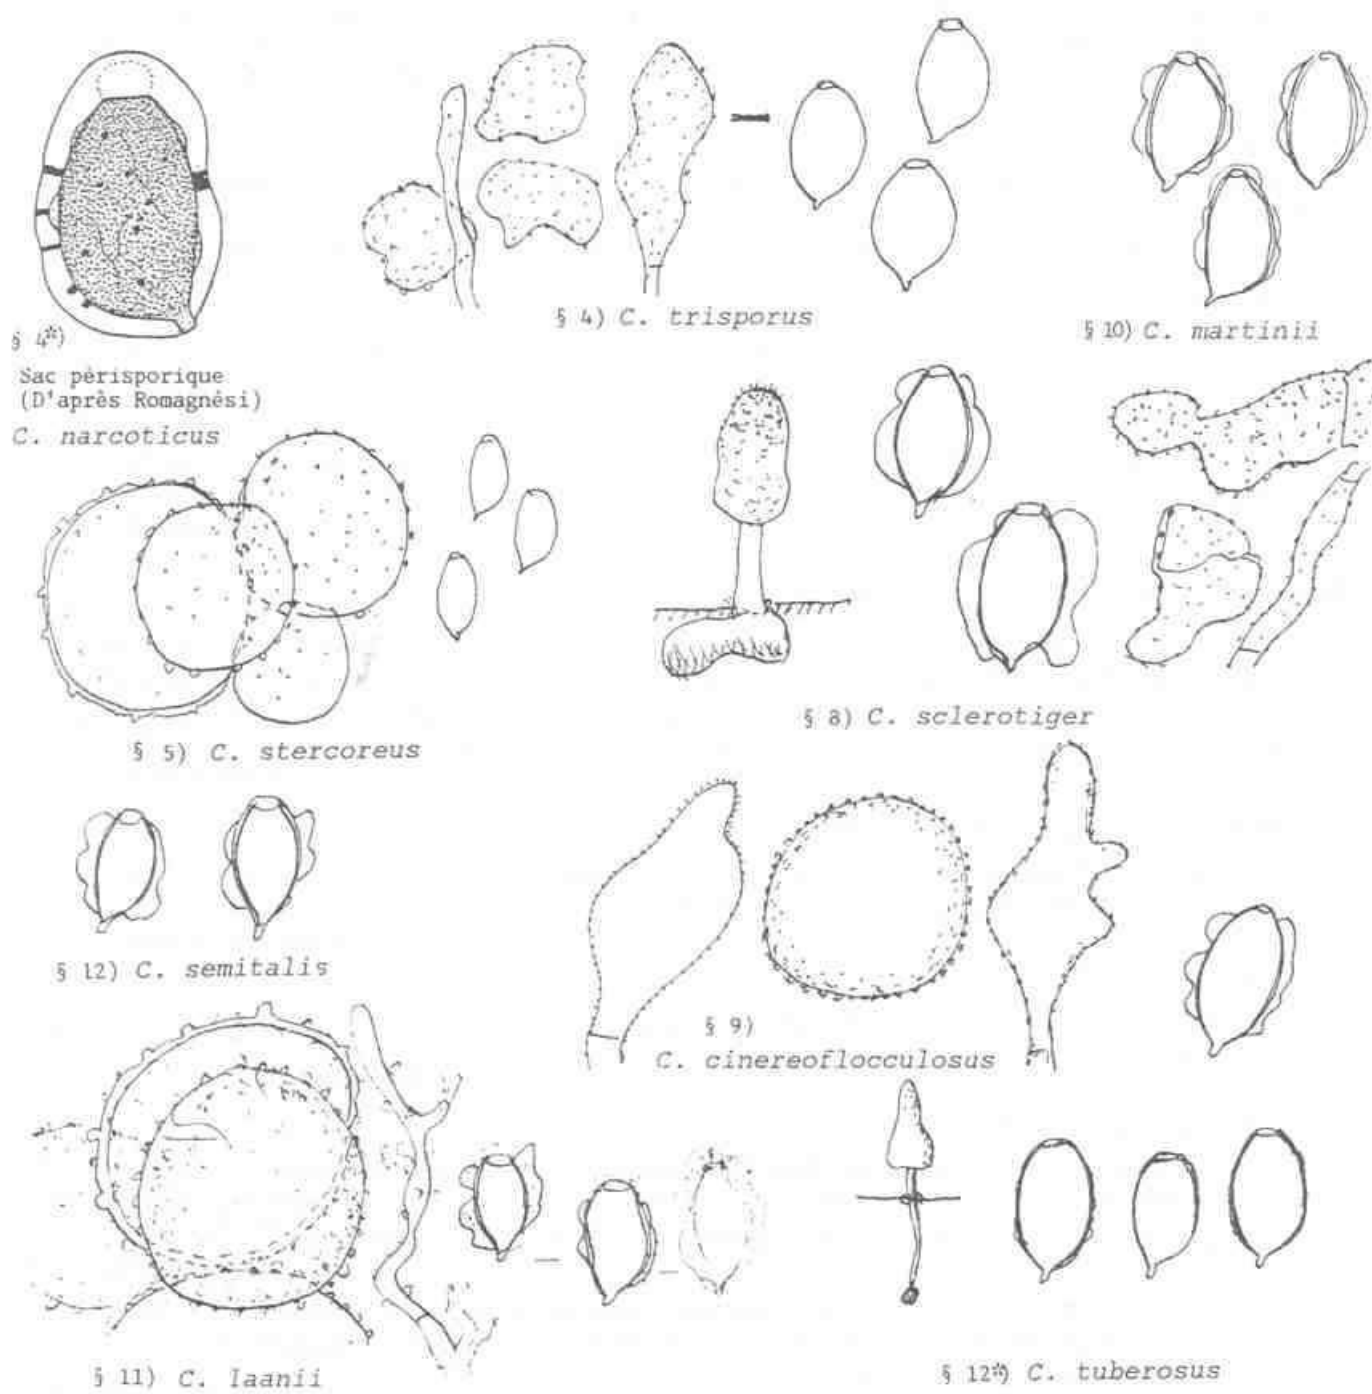 § 4*)
Sac périsporique
(D'après Romagnési)
C. narcoticus
§ 4) C. trisporus
§ 10) C. martinii
§ 5) C. stercoreus
§ 8) C. sclerotiger
§ 12) C. semitalis
§ 9)
C. cinereoflocculosus
§ 11) C. laanii
§ 12*) C. tuberosus